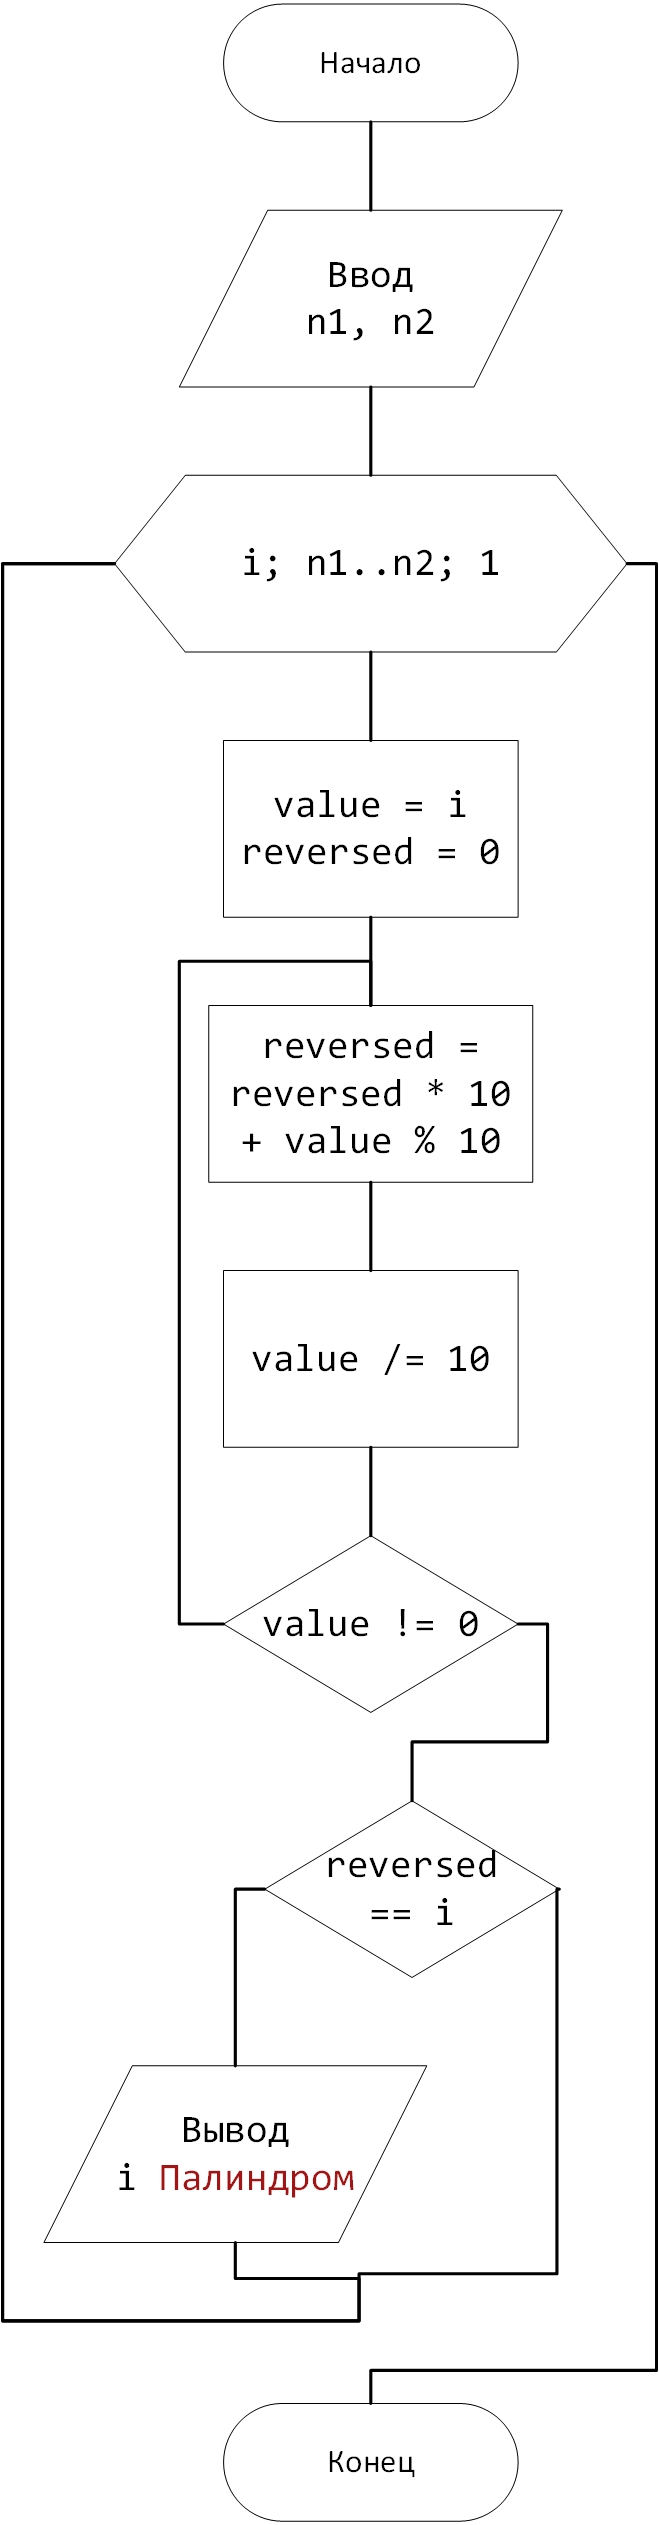 Начало
Ввод
n1, n2
i; n1..n2; 1
value = i
reversed = 0
reversed =
reversed * 10
+ value % 10
value /= 10
value != 0
reversed
== i
Вывод
i Палиндром
Конец